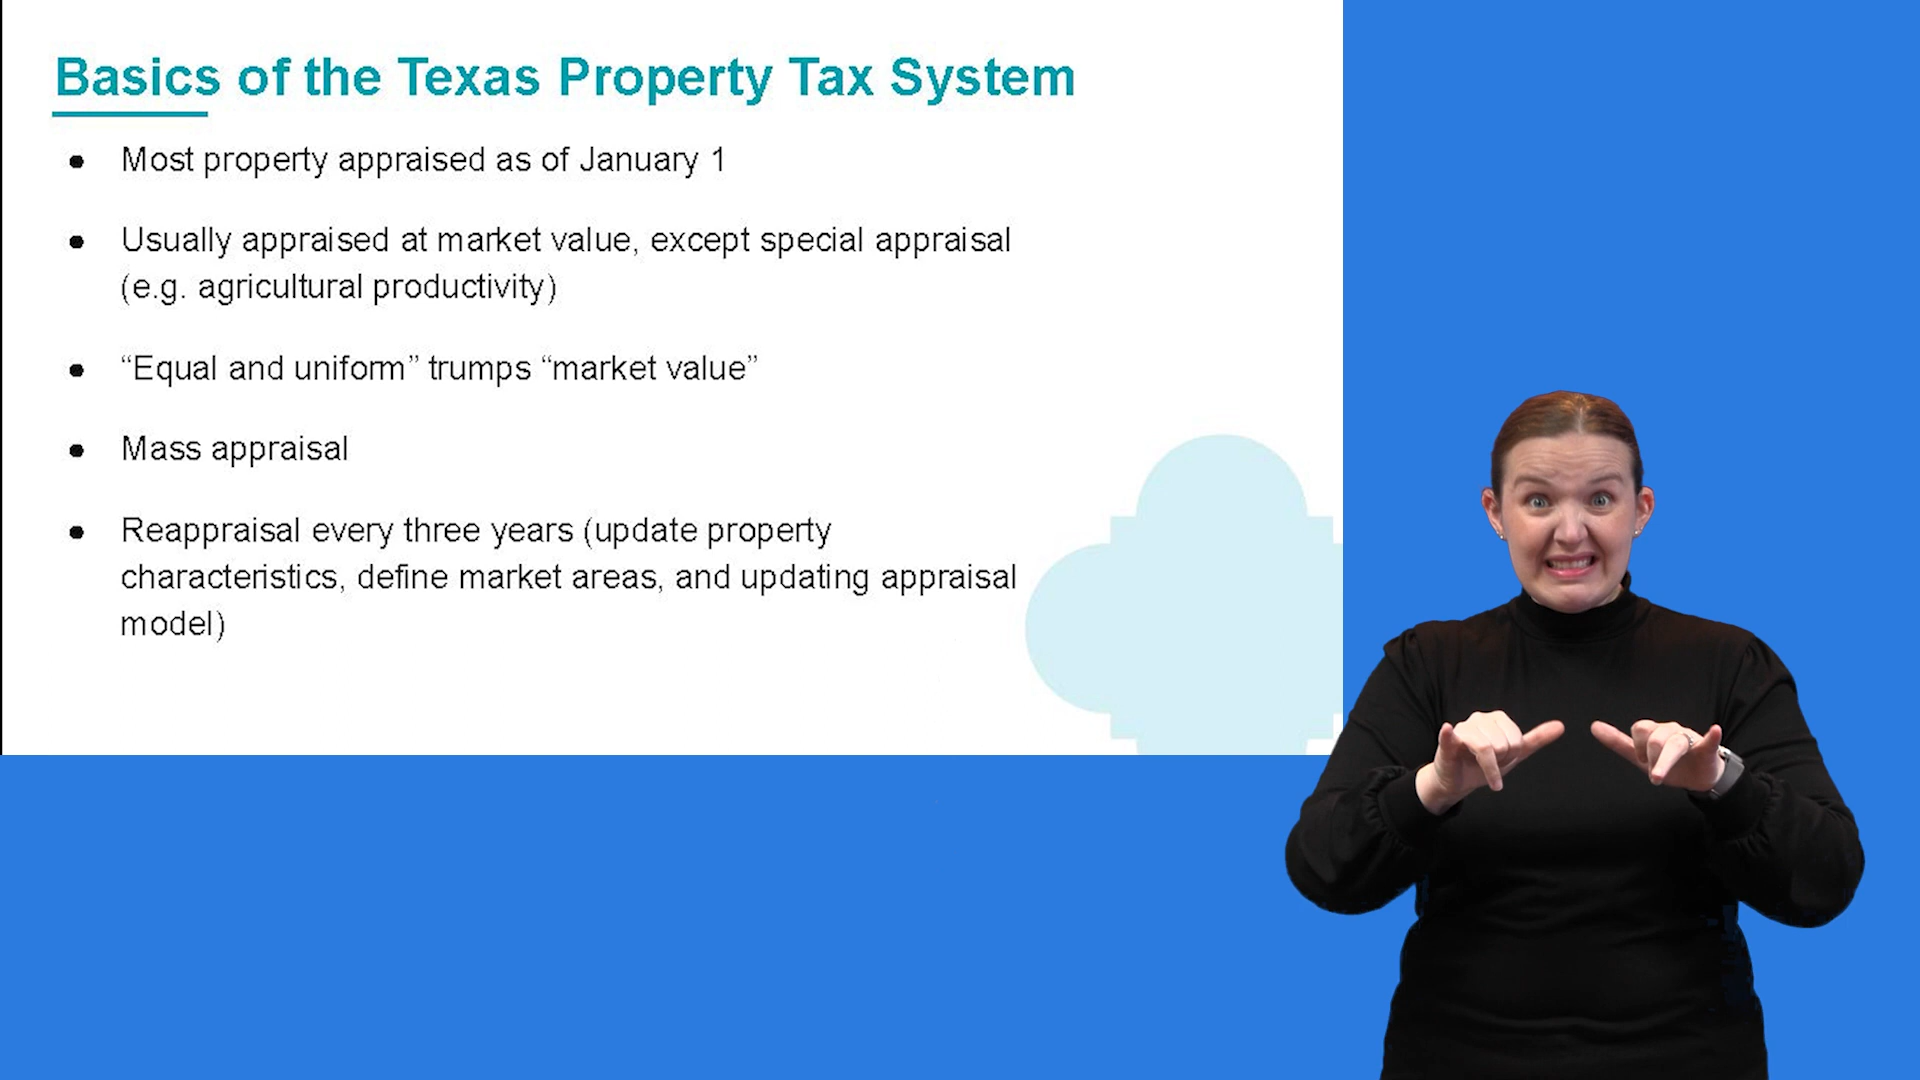 Basics of the Texas Property Tax System
● Most property appraised as of January 1
● Usually appraised at market value, except special appraisal
(e.g. agricultural productivity)
● “Equal and uniform” trumps “market value”
● Mass appraisal
● Reappraisal every three years (update property
characteristics, define market areas, and updating appraisal
model)